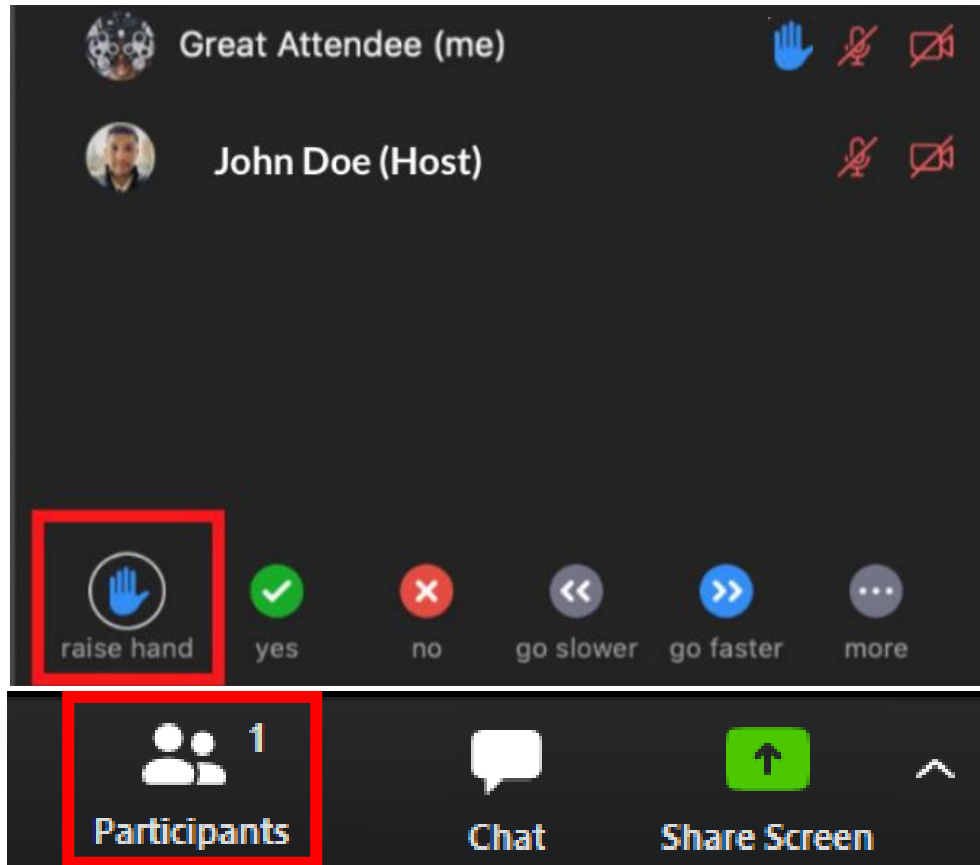 Great Attendee (me)
John Doe (Host)
raise hand yes no go slower go faster more
1
Participants Chat Share Screen